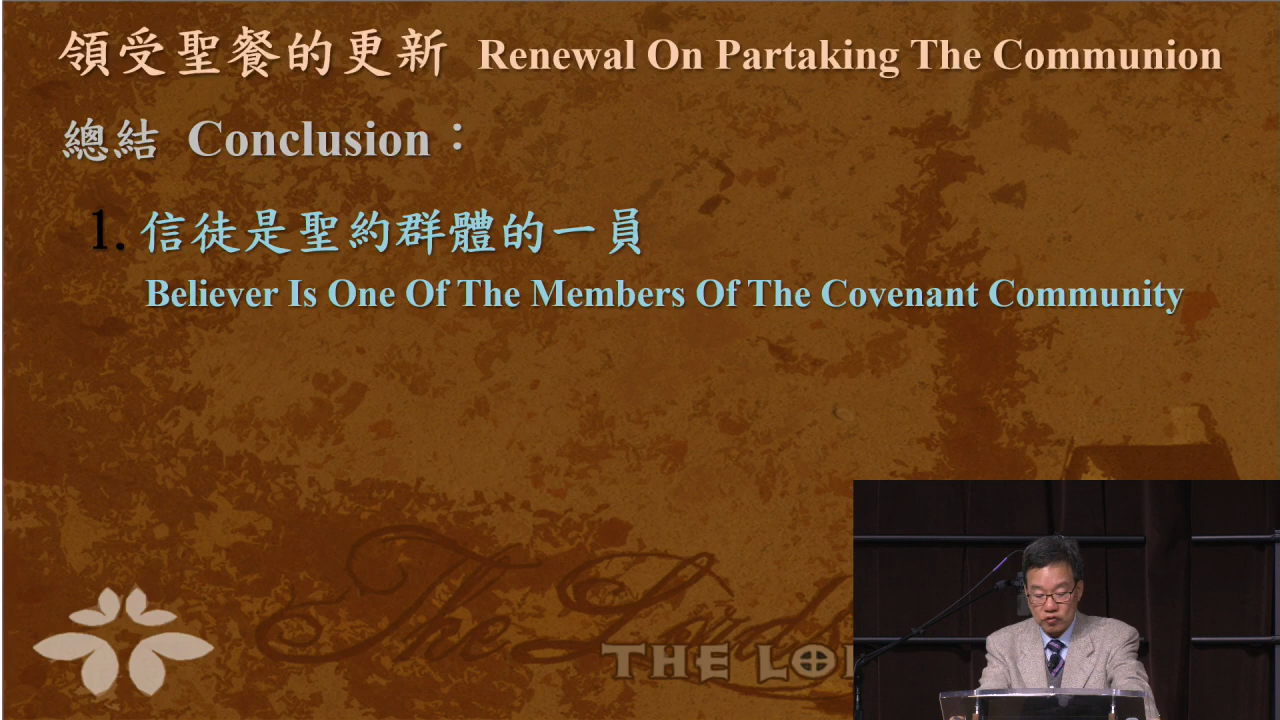 領受聖餐的更新 Renewal On Partaking The Communion
總結 Conclusion：
1. 信徒是聖約群體的一員
Believer Is One Of The Members Of The Covenant Community
The Lords
THE LO